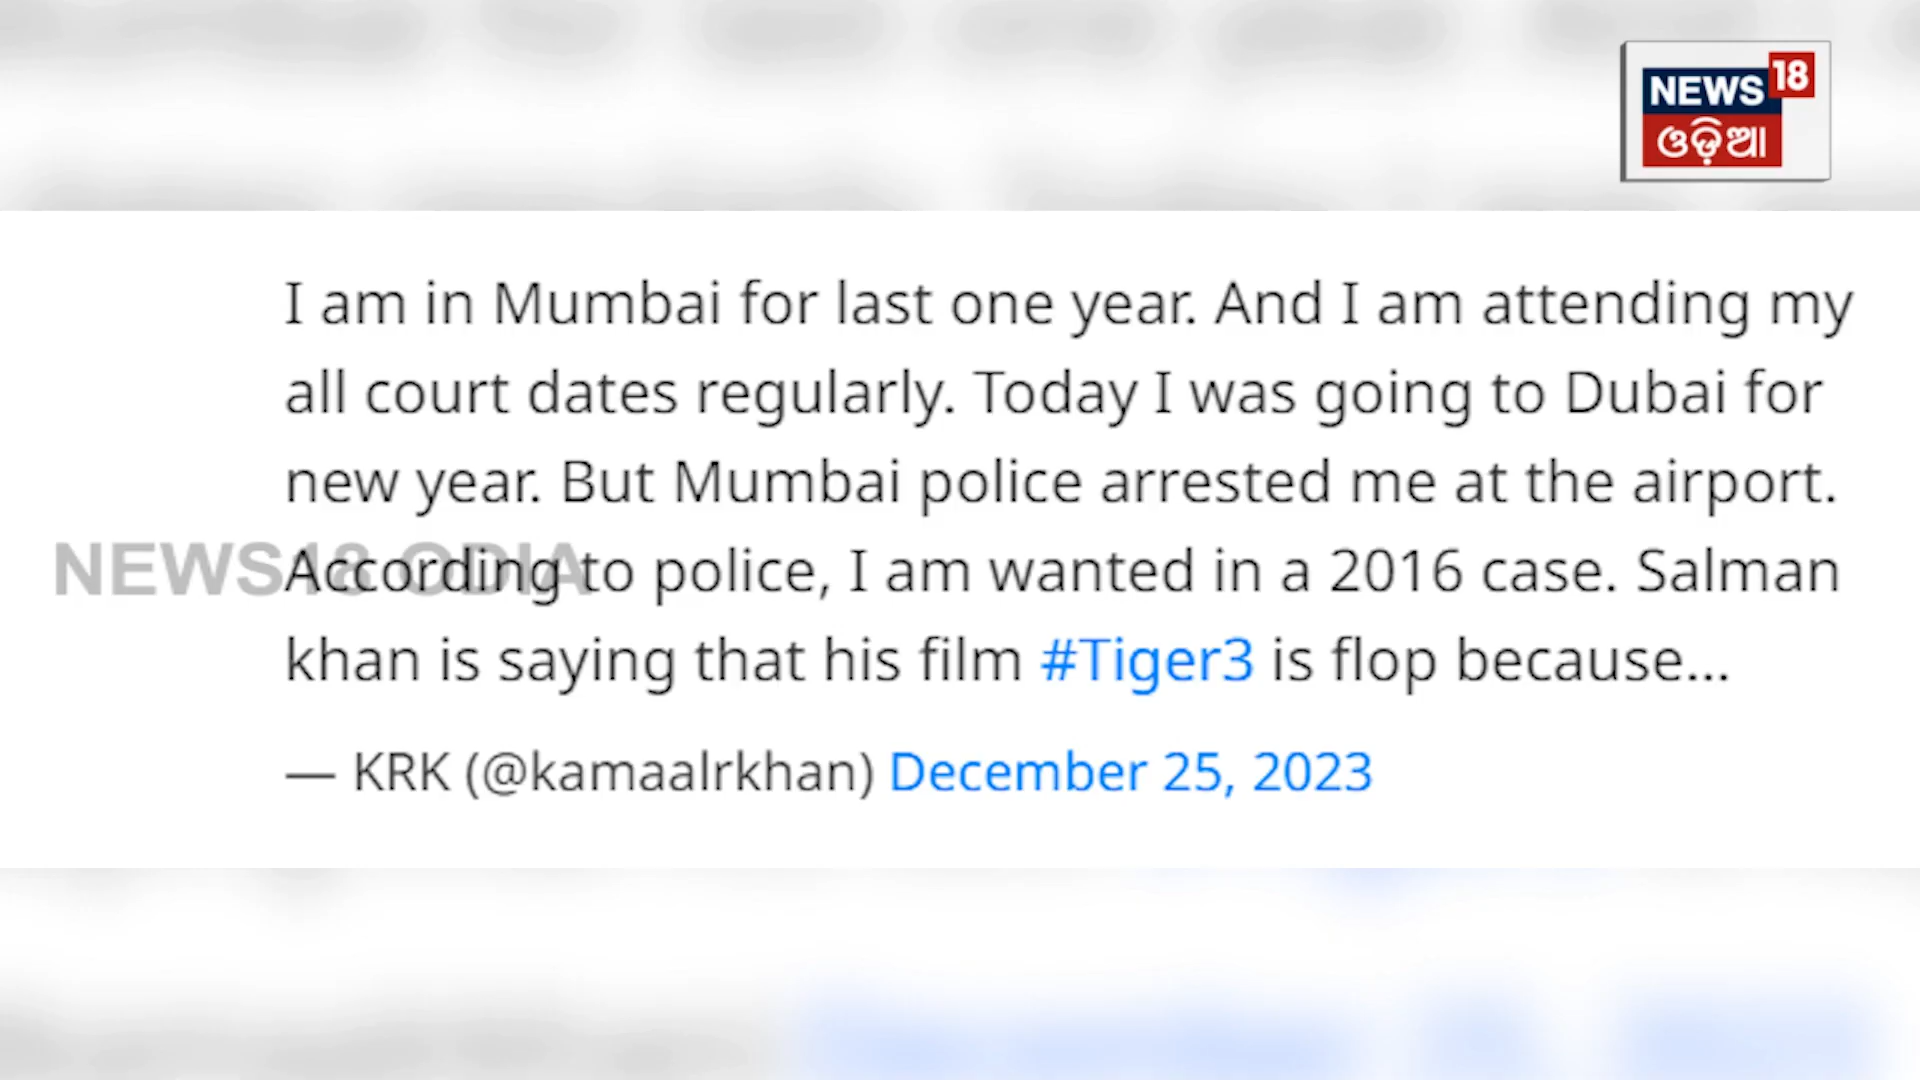 NEWS 18
ଓଡ଼ିଆ
I am in Mumbai for last one year. And I am attending my
all court dates regularly. Today I was going to Dubai for
new year. But Mumbai police arrested me at the airport.
NEWS18 ODIA
According to police, I am wanted in a 2016 case. Salman
khan is saying that his film #Tiger3 is flop because...
— KRK (@kamaalrkhan) December 25, 2023